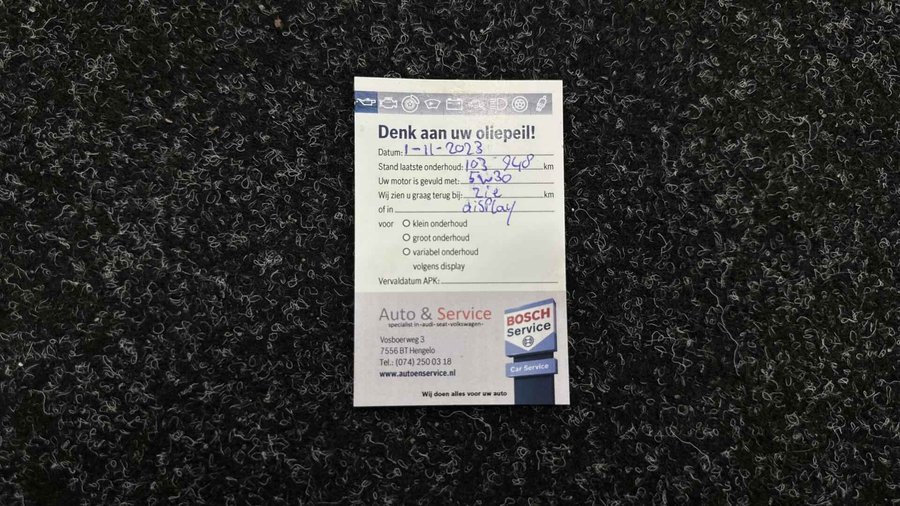 Denk aan uw oliepeil!
Datum: 1-11-2023
Stand laatste onderhoud: 103 948 km
Uw motor is gevuld met: 5w30
Wij zien u graag terug bij: zie km
of in display
voor klein onderhoud
groot onderhoud
variabel onderhoud
volgens display
Vervaldatum APK:
Auto & Service
specialist in -audi- seat -volkswagen-
Vosboerweg 3
7556 BT Hengelo
Tel.: (074) 250 03 18
www.autoenservice.nl
BOSCH
Service
Car Service
Wij doen alles voor uw auto